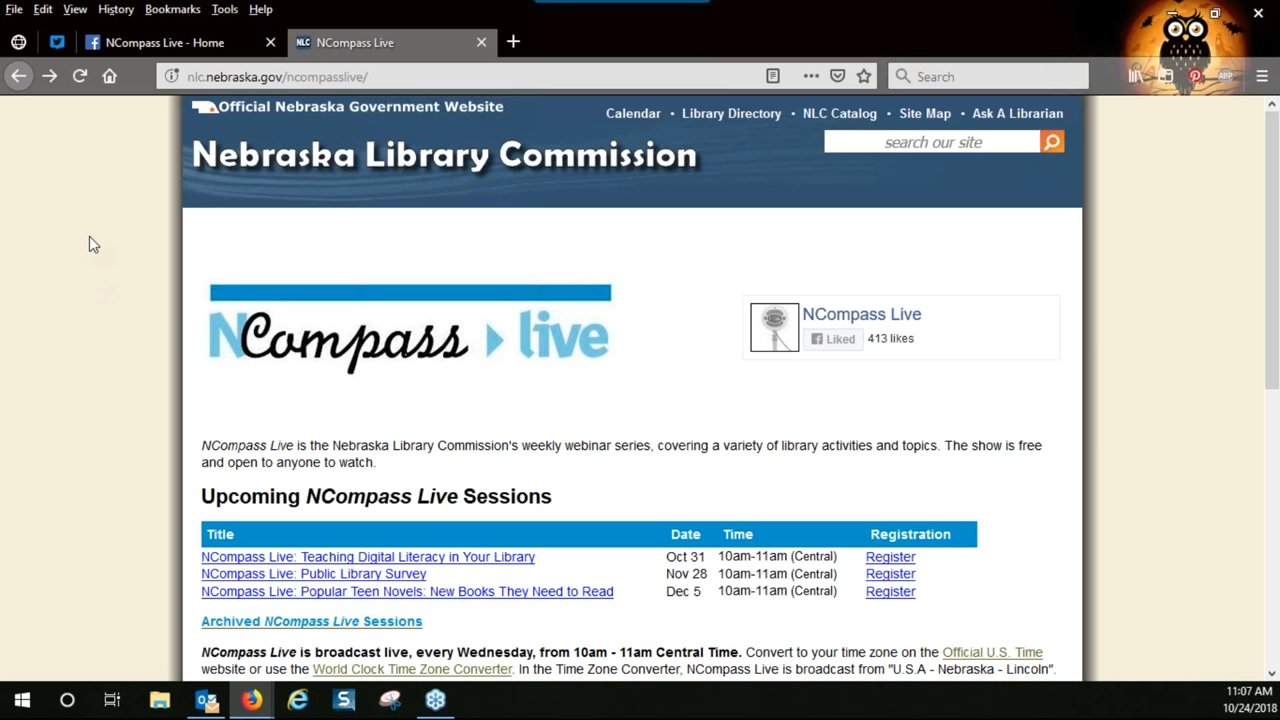 File Edit View History Bookmarks Tools Help
NCompass Live - Home
NLC NCompass Live
nlc.nebraska.gov/ncompasslive/
Search
ABP
Official Nebraska Government Website
Calendar • Library Directory • NLC Catalog • Site Map • Ask A Librarian
Nebraska Library Commission
search our site
NCompass live
NCompass Live
Liked 413 likes
NCompass Live is the Nebraska Library Commission's weekly webinar series, covering a variety of library activities and topics. The show is free
and open to anyone to watch.
Upcoming NCompass Live Sessions
Title Date Time Registration
NCompass Live: Teaching Digital Literacy in Your Library Oct 31 10am-11am (Central) Register
NCompass Live: Public Library Survey Nov 28 10am-11am (Central) Register
NCompass Live: Popular Teen Novels: New Books They Need to Read Dec 5 10am-11am (Central) Register
Archived NCompass Live Sessions
NCompass Live is broadcast live, every Wednesday, from 10am - 11am Central Time. Convert to your time zone on the Official U.S. Time
website or use the World Clock Time Zone Converter. In the Time Zone Converter, NCompass Live is broadcast from "U.S.A - Nebraska - Lincoln".
11:07 AM
10/24/2018